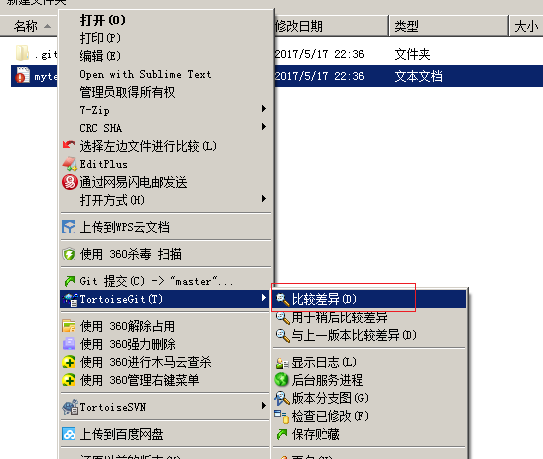 新建文件夹
名称 修改日期 类型 大小
.git 2017/5/17 22:36 文件夹
myte 2017/5/17 22:36 文本文档
打开(O)
打印(P)
编辑(E)
Open with Sublime Text
管理员取得所有权
7-Zip
CRC SHA
选择左边文件进行比较(L)
EditPlus
通过网易闪电邮发送
打开方式(H)
上传到WPS云文档
使用 360杀毒 扫描
Git 提交(C) -> "master"...
TortoiseGit(T)
使用 360解除占用
使用 360强力删除
使用 360进行木马云查杀
使用 360管理右键菜单
TortoiseSVN
上传到百度网盘
还原以前的版本(V)
比较差异(D)
用于稍后比较差异
与上一版本比较差异(D)
显示日志(L)
后台服务进程
版本分支图(G)
检查已修改(F)
保存贮藏